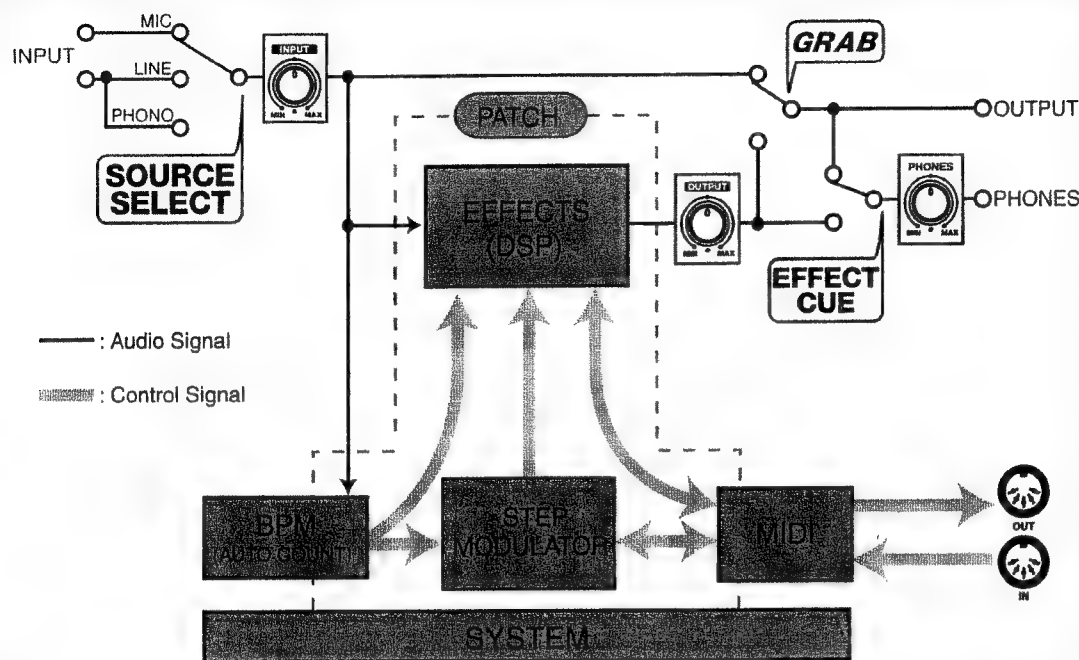 INPUT
MIC
LINE
PHONO
SOURCE
SELECT
INPUT
MIN MAX
PATCH
EFFECTS
(DSP)
OUTPUT
MIN MAX
GRAB
OUTPUT
PHONES
MIN MAX
PHONES
EFFECT
CUE
: Audio Signal
: Control Signal
BPM
(AUTO COUNT)
STEP
MODULATOR
MIDI
OUT
IN
SYSTEM